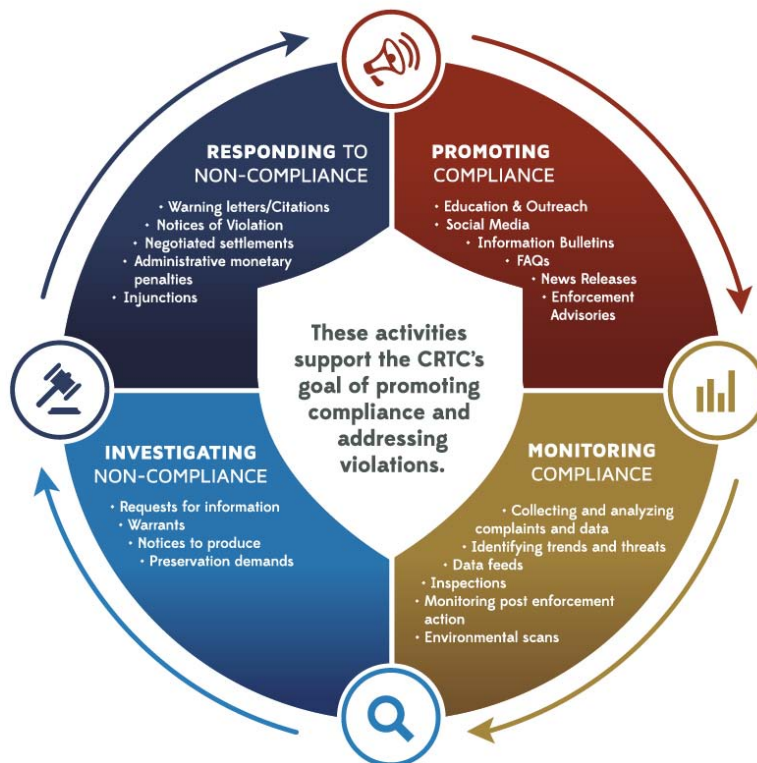 RESPONDING TO
NON-COMPLIANCE
• Warning letters/Citations
• Notices of Violation
• Negotiated settlements
• Administrative monetary
penalties
• Injunctions
PROMOTING
COMPLIANCE
• Education & Outreach
• Social Media
• Information Bulletins
• FAQs
• News Releases
• Enforcement
Advisories
These activities
support the CRTC's
goal of promoting
compliance and
addressing
violations.
INVESTIGATING
NON-COMPLIANCE
• Requests for information
• Warrants
• Notices to produce
• Preservation demands
MONITORING
COMPLIANCE
• Collecting and analyzing
complaints and data
• Identifying trends and threats
• Data feeds
• Inspections
• Monitoring post enforcement
action
• Environmental scans